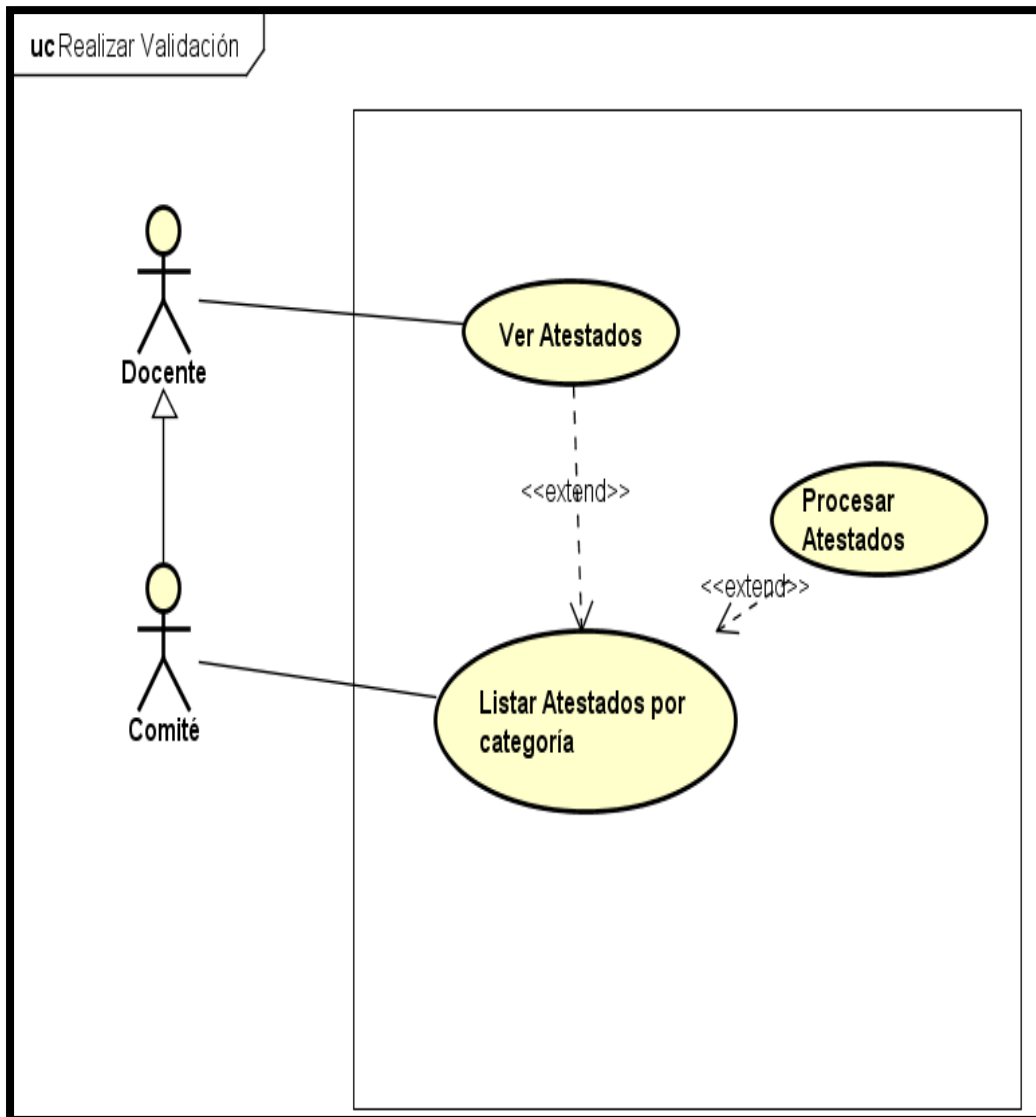 uc Realizar Validación
Docente
Ver Atestados
<<extend>>
Procesar
Atestados
<<extend>>
Comité
Listar Atestados por
categoría